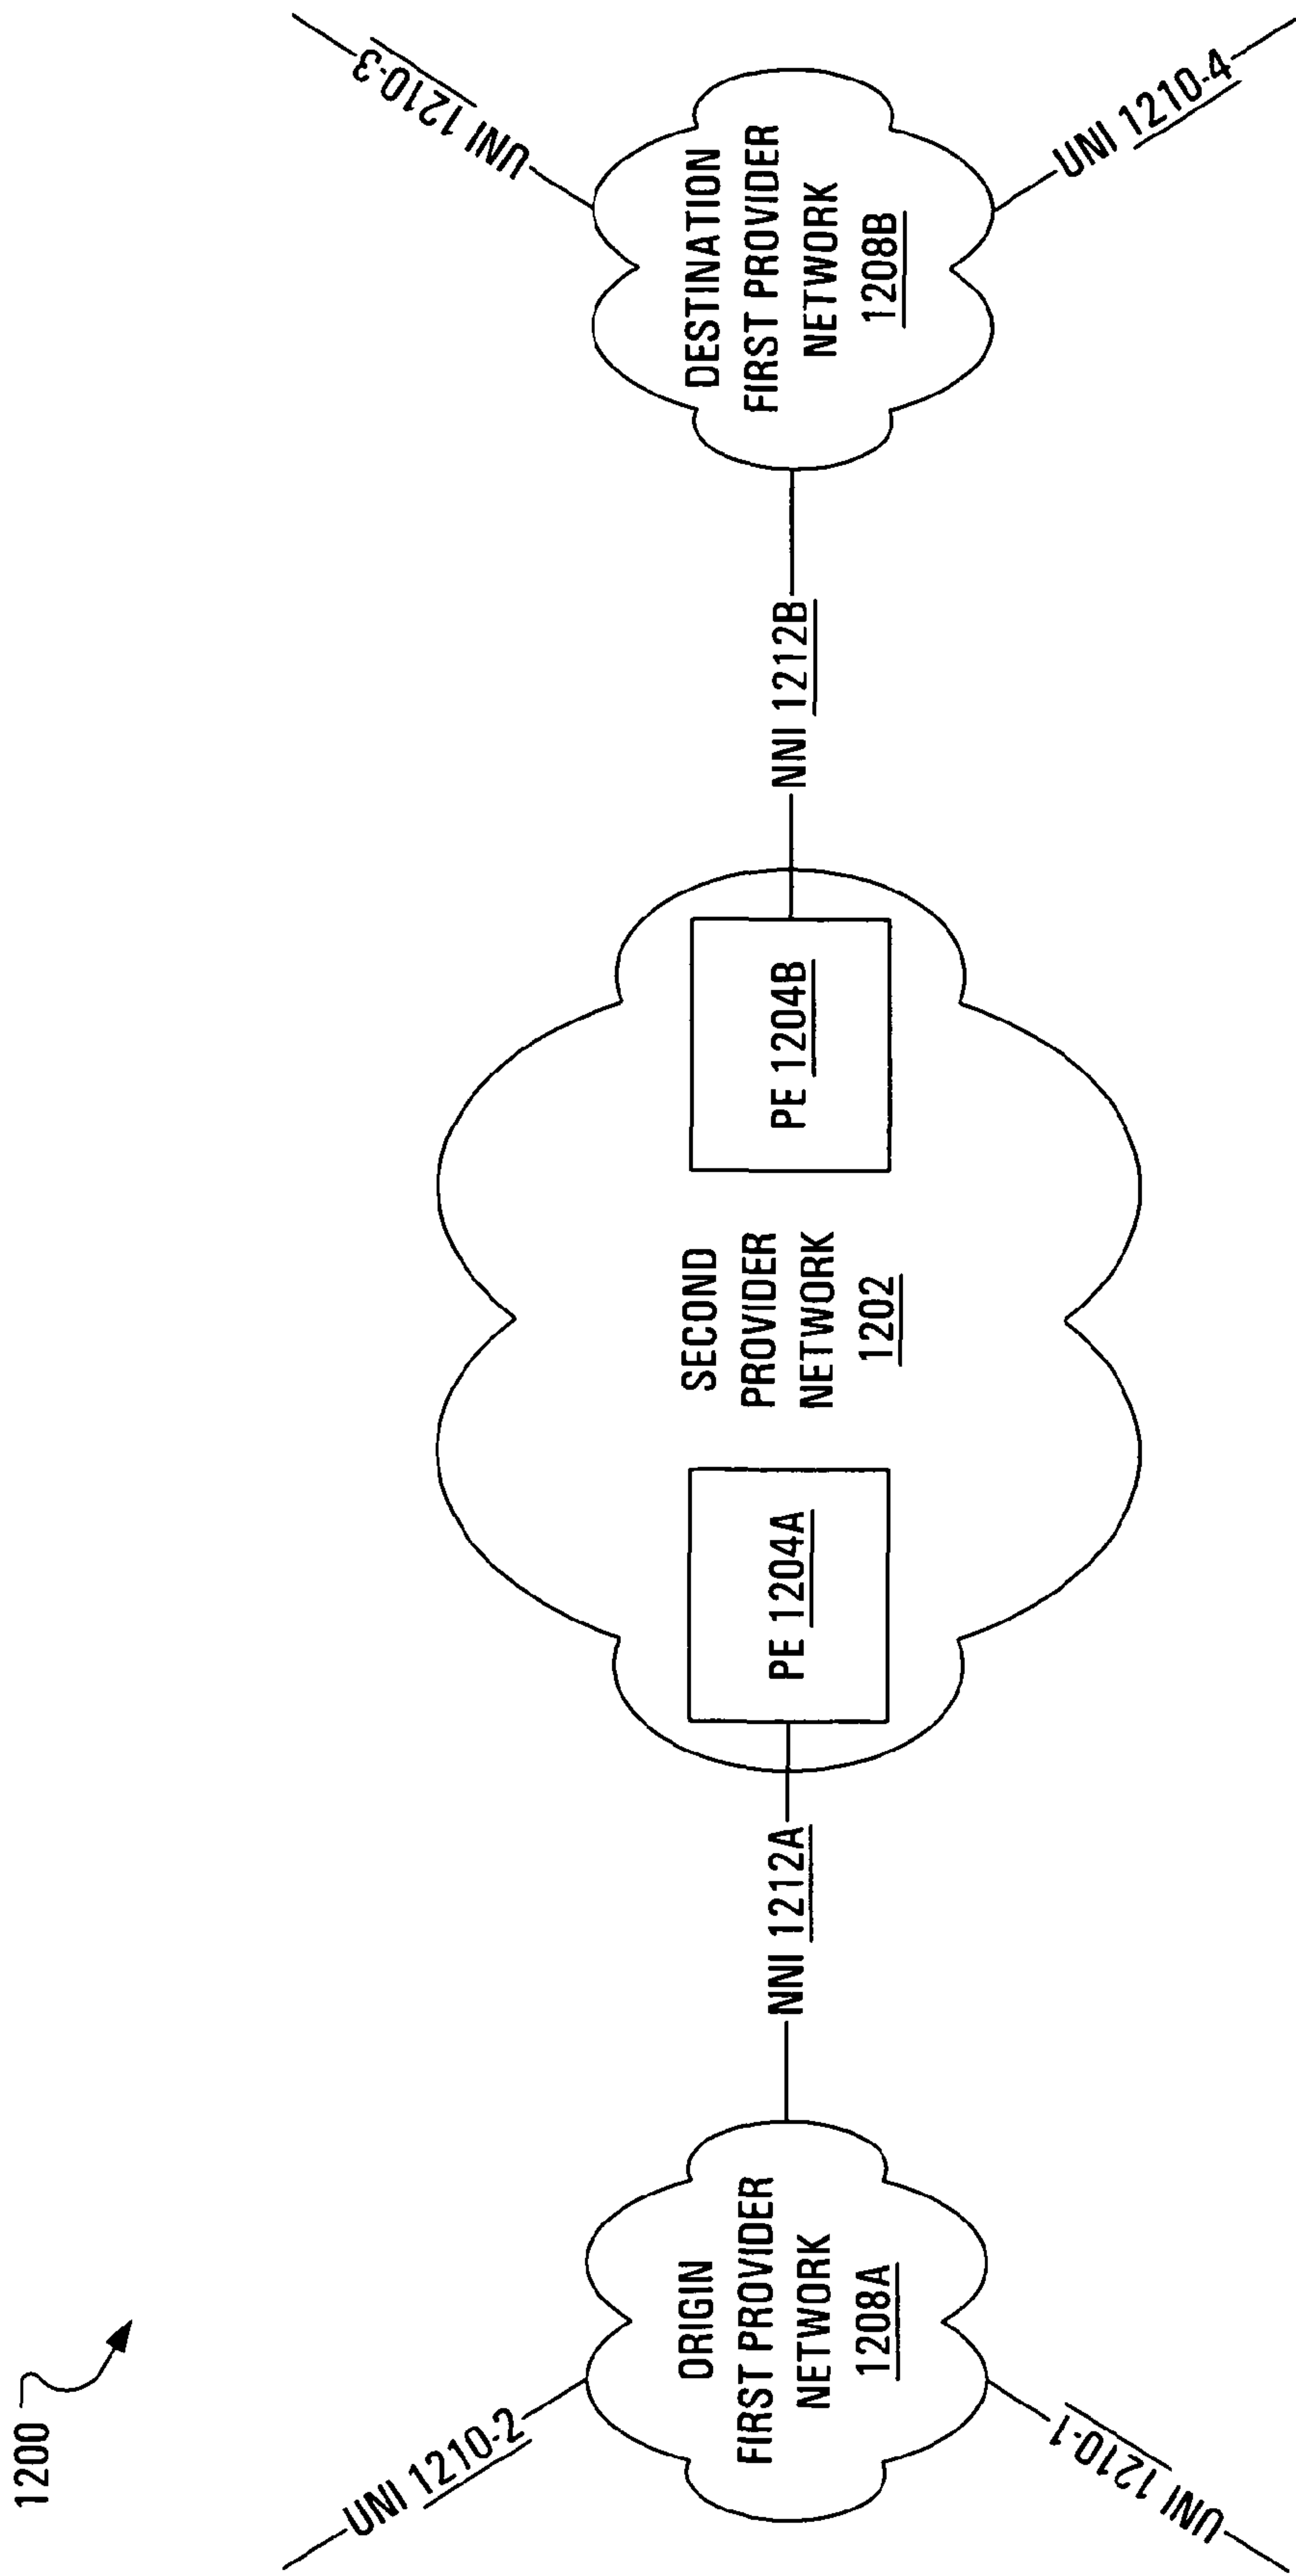 1200
UNI 1210-2
UNI 1210-1
ORIGIN
FIRST PROVIDER
NETWORK
1208A
NNI 1212A
PE 1204A
SECOND
PROVIDER
NETWORK
1202
PE 1204B
NNI 1212B
DESTINATION
FIRST PROVIDER
NETWORK
1208B
UNI 1210-3
UNI 1210-4